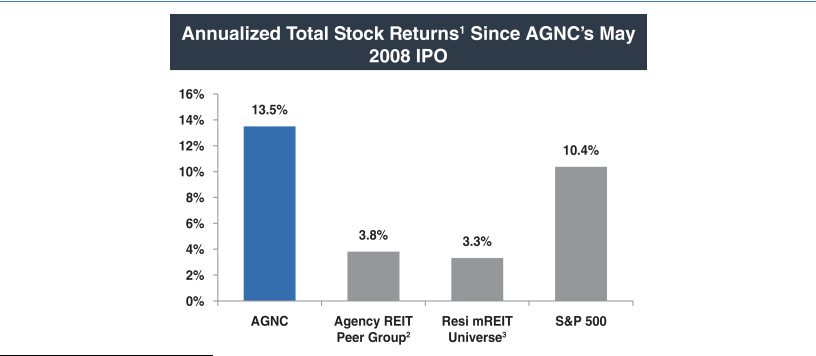 Annualized Total Stock Returns¹ Since AGNC's May
2008 IPO
16%
14%
12%
10%
8%
6%
4%
2%
0%
13.5%
3.8%
3.3%
10.4%
AGNC
Agency REIT
Peer Group²
Resi mREIT
Universe³
S&P 500